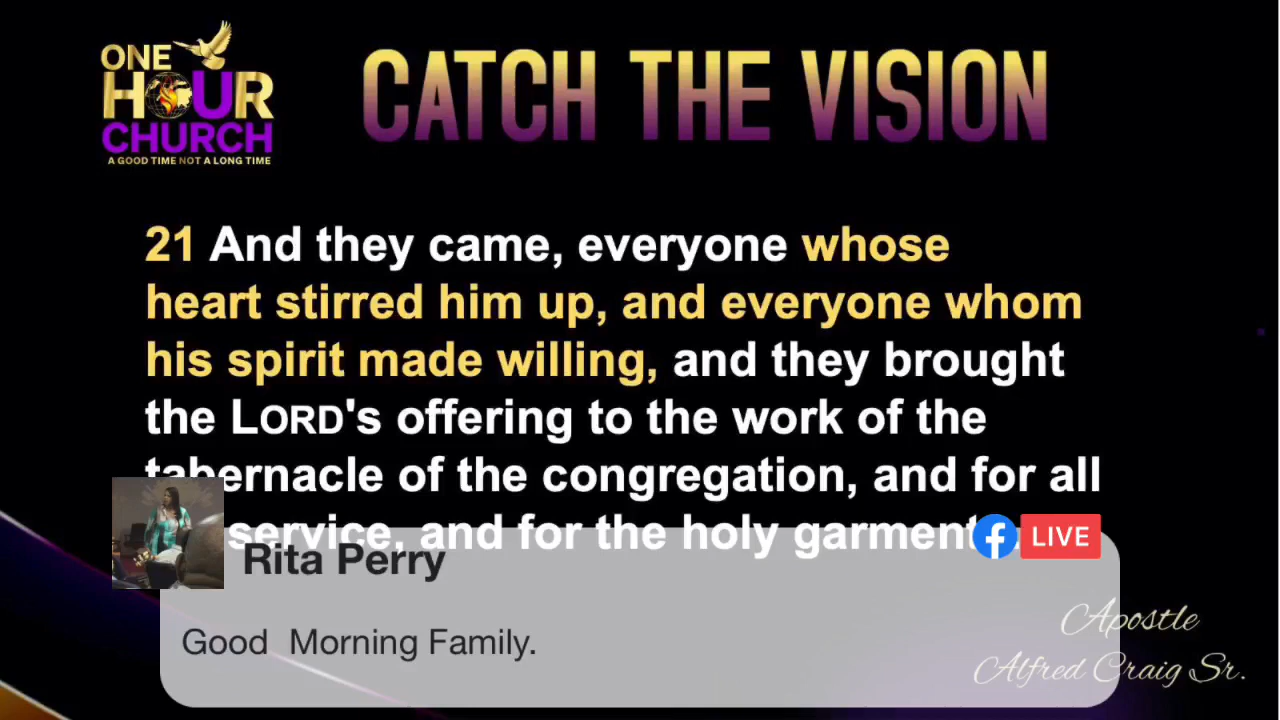 ONE
HOUR
CHURCH
A GOOD TIME NOT A LONG TIME
CATCH THE VISION
21 And they came, everyone whose
heart stirred him up, and everyone whom
his spirit made willing, and they brought
the LORD's offering to the work of the
tabernacle of the congregation, and for all
service, and for the holy garment
LIVE
Rita Perry
Good Morning Family.
Apostle
Alfred Craig Sr.